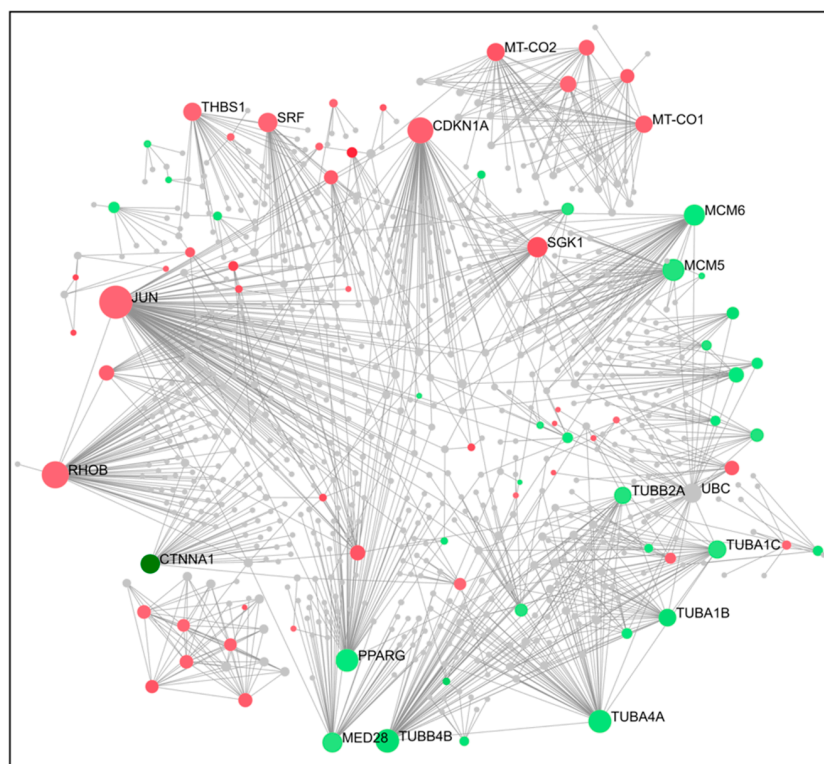 MT-CO2
THBS1
SRF
CDKN1A
MT-CO1
MCM6
SGK1
MCM5
JUN
RHOB
TUBB2A
UBC
CTNNA1
TUBA1C
TUBA1B
PPARG
TUBA4A
MED28
TUBB4B